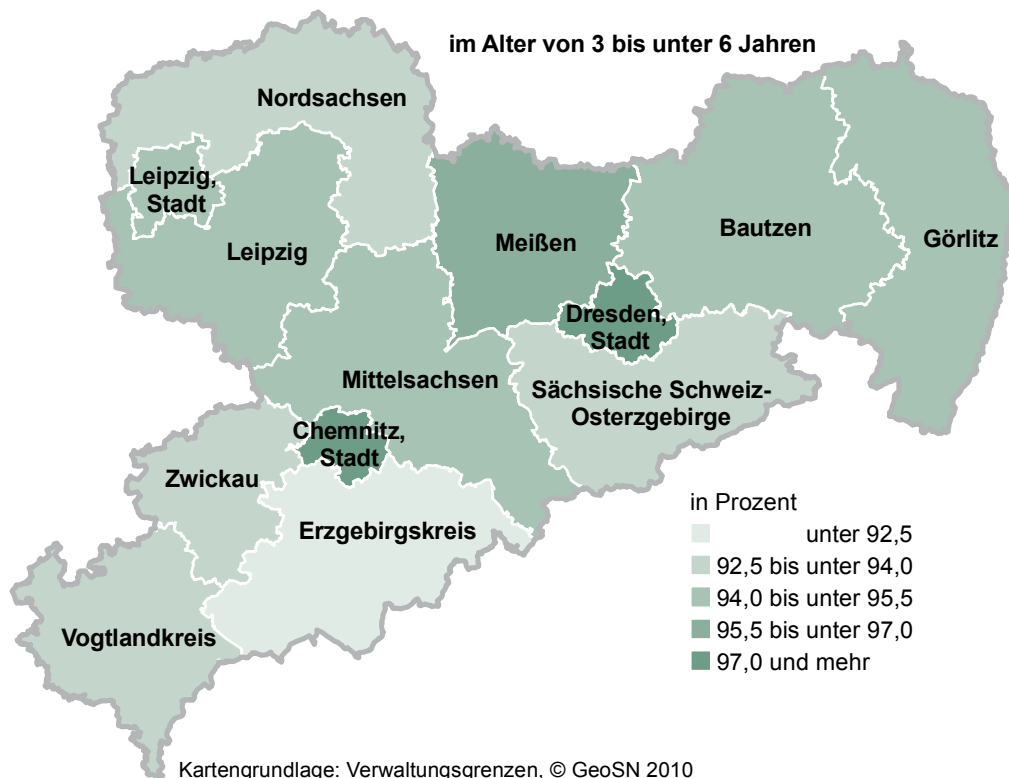 im Alter von 3 bis unter 6 Jahren
Nordsachsen
Leipzig,
Stadt
Leipzig
Meißen
Bautzen
Görlitz
Dresden,
Stadt
Mittelsachsen
Sächsische Schweiz-
Osterzgebirge
Chemnitz,
Stadt
Zwickau
Erzgebirgskreis
Vogtlandkreis
in Prozent
unter 92,5
92,5 bis unter 94,0
94,0 bis unter 95,5
95,5 bis unter 97,0
97,0 und mehr
Kartengrundlage: Verwaltungsgrenzen, © GeoSN 2010